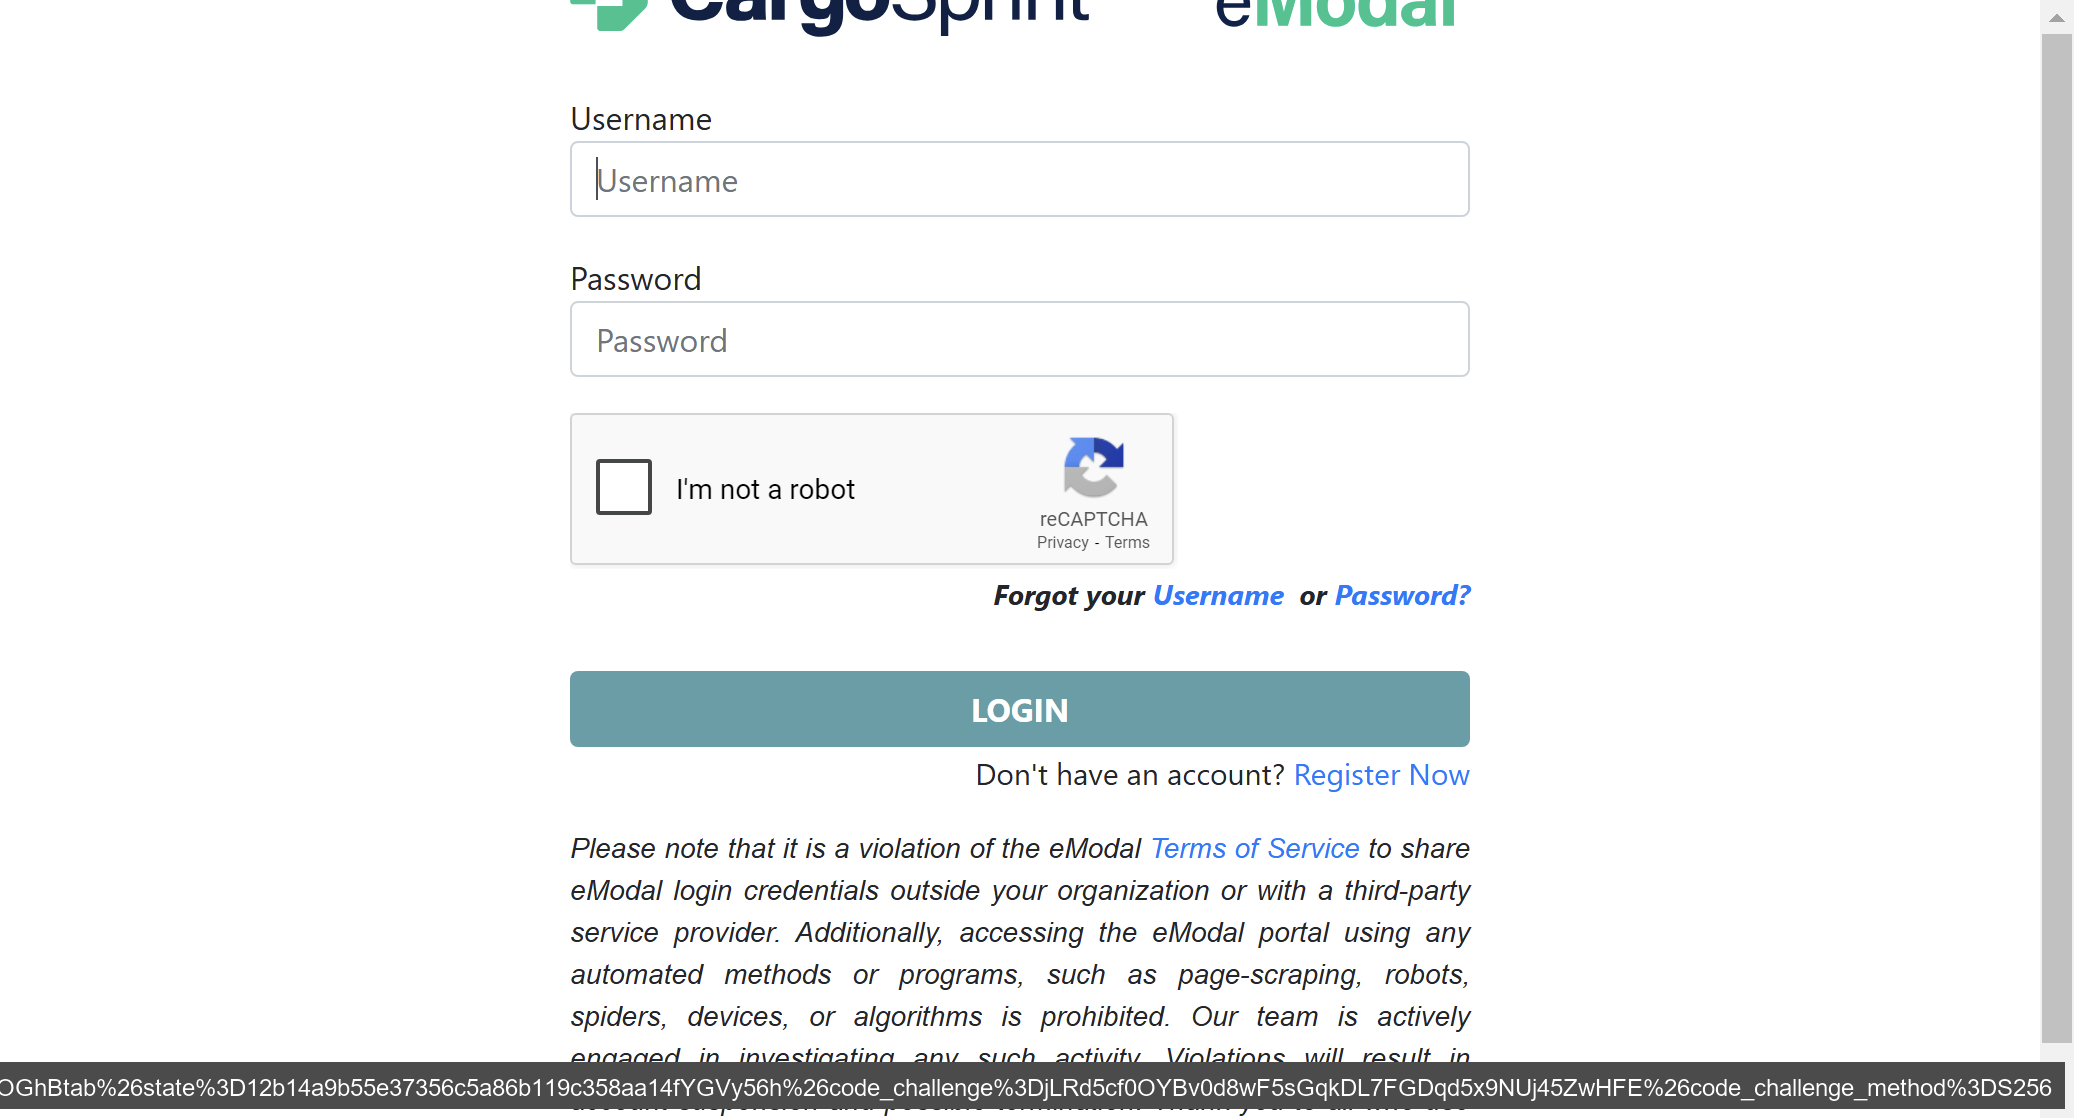 CargoSprint eModal
Username
Username
Password
Password
I'm not a robot
reCAPTCHA
Privacy - Terms
Forgot your Username or Password?
LOGIN
Don't have an account? Register Now
Please note that it is a violation of the eModal Terms of Service to share
eModal login credentials outside your organization or with a third-party
service provider. Additionally, accessing the eModal portal using any
automated methods or programs, such as page-scraping, robots,
spiders, devices, or algorithms is prohibited. Our team is actively
engaged in investigating any such activity. Violations will result in
OGhBtab%26state%3D12b14a9b55e37356c5a86b119c358aa14fYGVy56h%26code_challenge%3DjLRd5cf0OYBv0d8wF5sGqkDL7FGDqd5x9NUj45ZwHFE%26code_challenge_method%3DS256